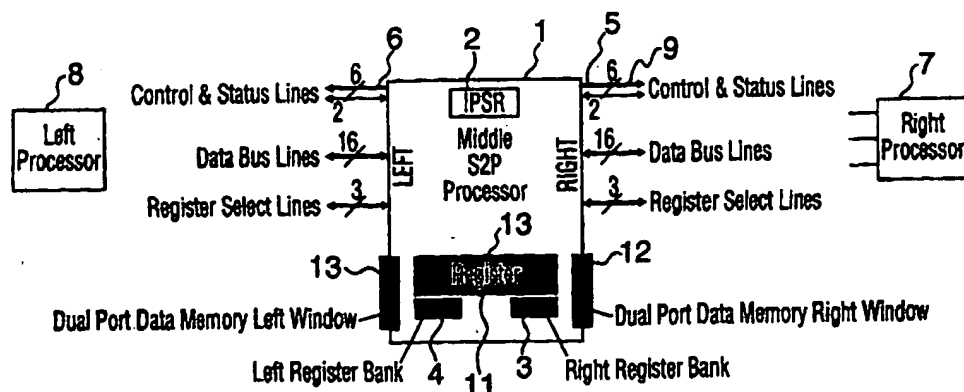 8
6
2
1
5
9
7
6
6
Control & Status Lines
2
IPSR
2
Control & Status Lines
Left Processor
Middle S2P Processor
Right Processor
16
Data Bus Lines
LEFT
RIGHT
16
Data Bus Lines
3
Register Select Lines
3
Register Select Lines
13
13
12
Register
Dual Port Data Memory Left Window
Dual Port Data Memory Right Window
Left Register Bank
4
11
3
Right Register Bank